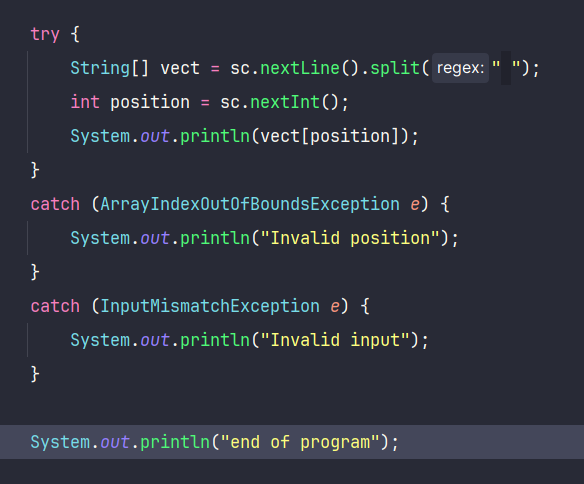 try {
String[] vect = sc.nextLine().split( regex: " ");
int position = sc.nextInt();
System.out.println(vect[position]);
}
catch (ArrayIndexOutOfBoundsException e) {
System.out.println("Invalid position");
}
catch (InputMismatchException e) {
System.out.println("Invalid input");
}
System.out.println("end of program");